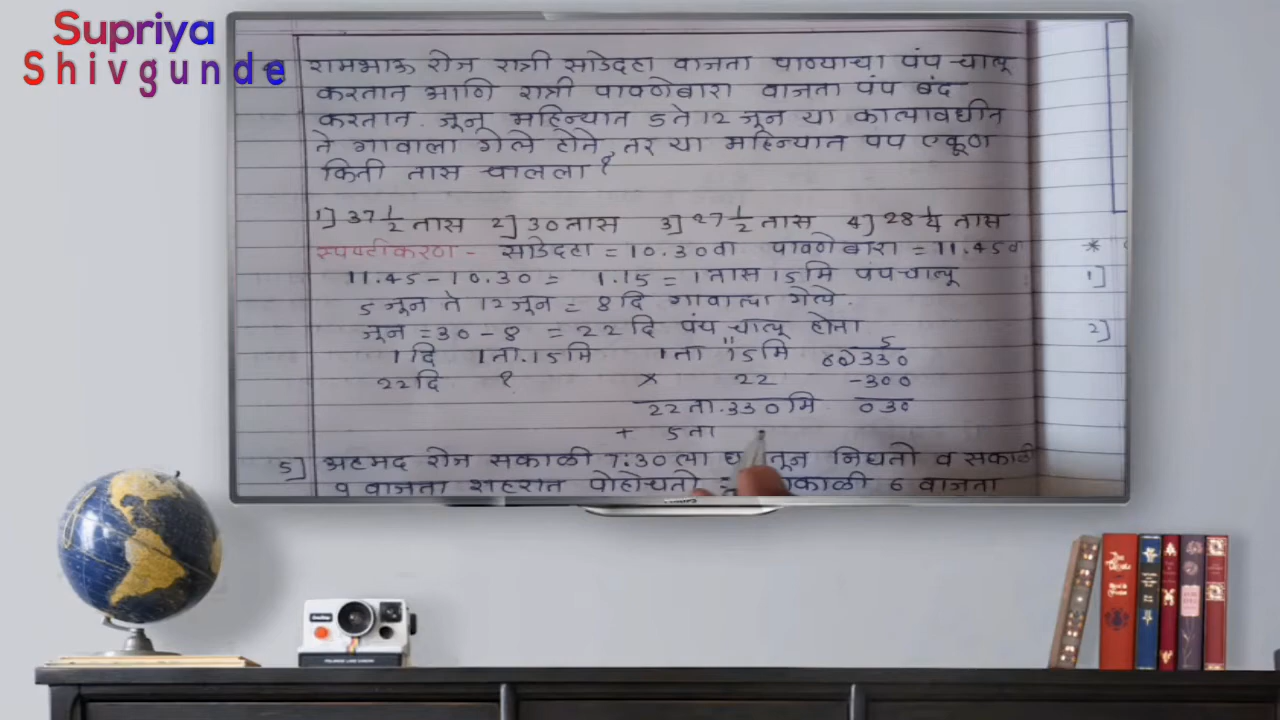 Supriya
Shivgunde
रामभाऊ रोज रात्री साडेदहा वाजता पाण्याचा पंप चालू
करतात आणि रात्री पावणेबारा वाजता पंप बंद
करतात. जून महिन्यात 5 ते 12 जून या कालावधीत
ते गावाला गेले होते, तर या महिन्यात पंप एकूण
किती तास चालला?
1] 37 1/2 तास 2] 30 तास 3] 27 1/2 तास 4] 28 1/4 तास
स्पष्टीकरण - साडेदहा = 10.30 वा पावणेबारा = 11.45 व
11.45 - 10.30 = 1.15 = 1 तास 15 मि पंप चालू
5 जून ते 12 जून = 8 दि गावाला गेले.
जून = 30 - 8 = 22 दि पंप चालू होता
1 दि 1 ता. 15 मि 1 ता 15 मि 60)330 5
22 दि ? × 22 -300
22 ता. 330 मि 030
+ 5 ता
5] अहमद रोज सकाळी 7:30 ला निघतो व सकाळी
9 वाजता शहरात पोहोचतो 6 वाजता
* 
1]
2]